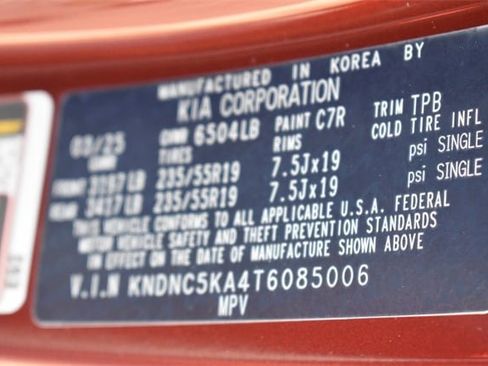 MANUFACTURED IN KOREA BY
KIA CORPORATION
03/25 GVWR 6504LB PAINT C7R TRIM TPB
TIRES RIMS COLD TIRE INFL
FRONT 3197LB 235/55R19 7.5Jx19 psi SINGLE
REAR 3417LB 235/55R19 7.5Jx19 psi SINGLE
THIS VEHICLE CONFORMS TO ALL APPLICABLE U.S.A. FEDERAL
MOTOR VEHICLE SAFETY AND THEFT PREVENTION STANDARDS
IN EFFECT ON THE DATE OF MANUFACTURE SHOWN ABOVE
V.I.N KNDNC5KA4T6085006
MPV